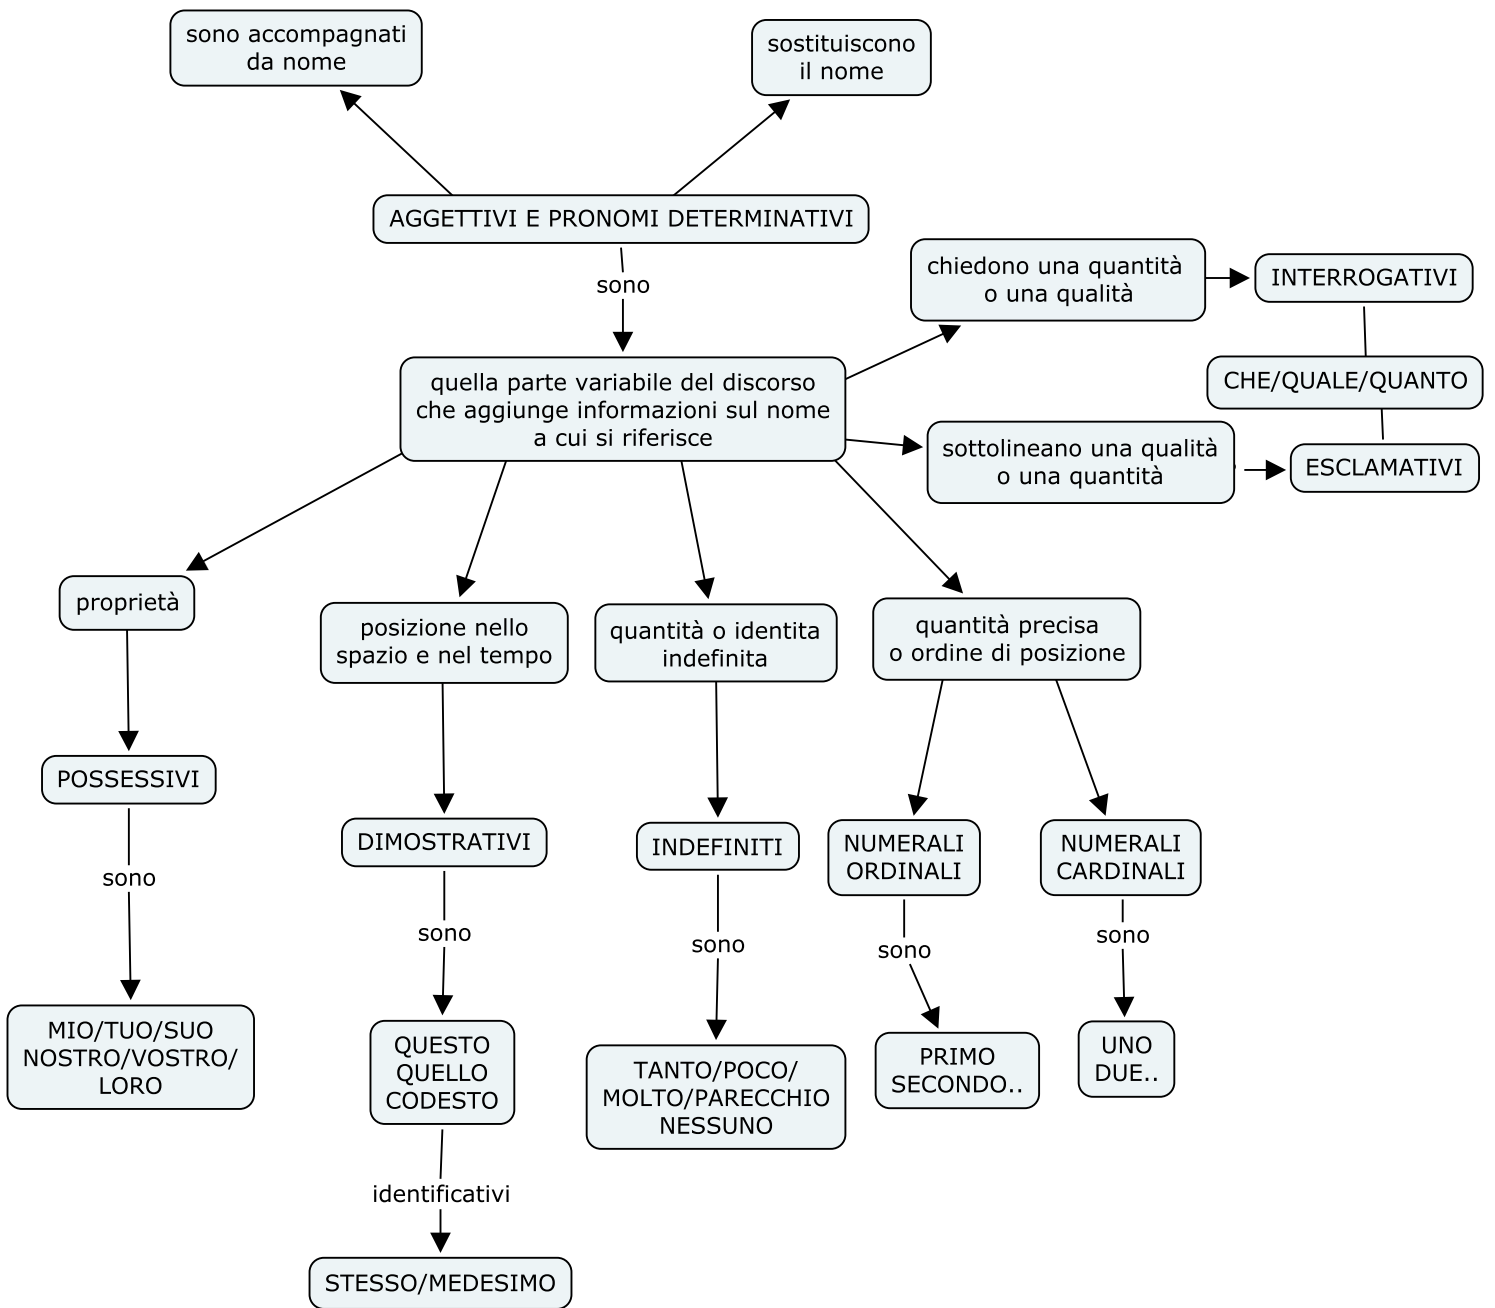 sono accompagnati
da nome
sostituiscono
il nome
AGGETTIVI E PRONOMI DETERMINATIVI
sono
chiedono una quantità
o una qualità
INTERROGATIVI
quella parte variabile del discorso
che aggiunge informazioni sul nome
a cui si riferisce
CHE/QUALE/QUANTO
sottolineano una qualità
o una quantità
ESCLAMATIVI
proprietà
posizione nello
spazio e nel tempo
quantità o identita
indefinita
quantità precisa
o ordine di posizione
POSSESSIVI
DIMOSTRATIVI
INDEFINITI
NUMERALI
ORDINALI
NUMERALI
CARDINALI
sono
sono
sono
sono
sono
MIO/TUO/SUO
NOSTRO/VOSTRO/
LORO
QUESTO
QUELLO
CODESTO
TANTO/POCO/
MOLTO/PARECCHIO
NESSUNO
PRIMO
SECONDO..
UNO
DUE..
identificativi
STESSO/MEDESIMO